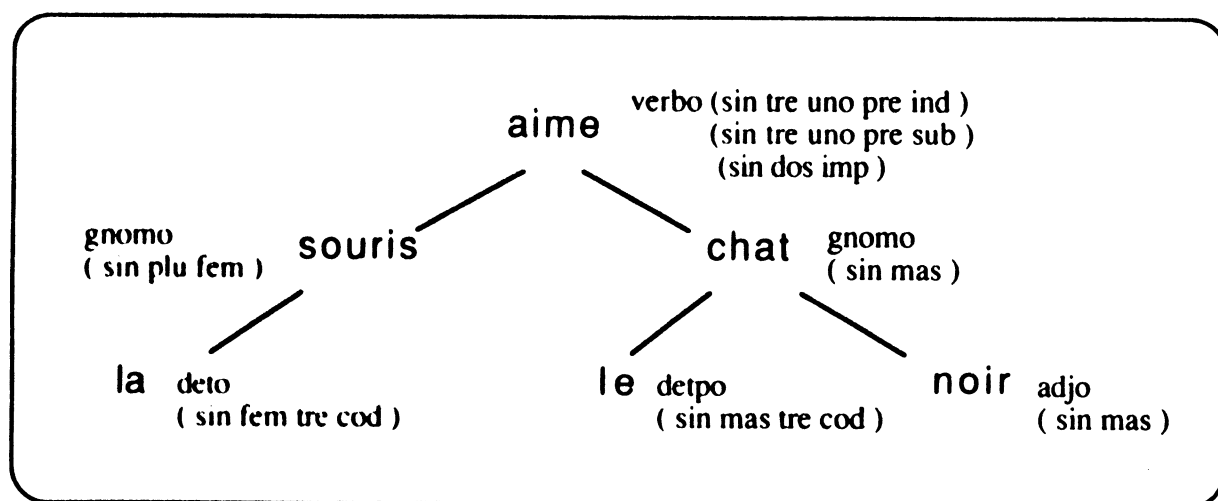 aime verbo (sin tre uno pre ind )
(sin tre uno pre sub )
(sin dos imp )
gnomo
( sin plu fem ) souris
chat gnomo
( sin mas )
la deto
( sin fem tre cod )
le detpo
( sin mas tre cod )
noir adjo
( sin mas )